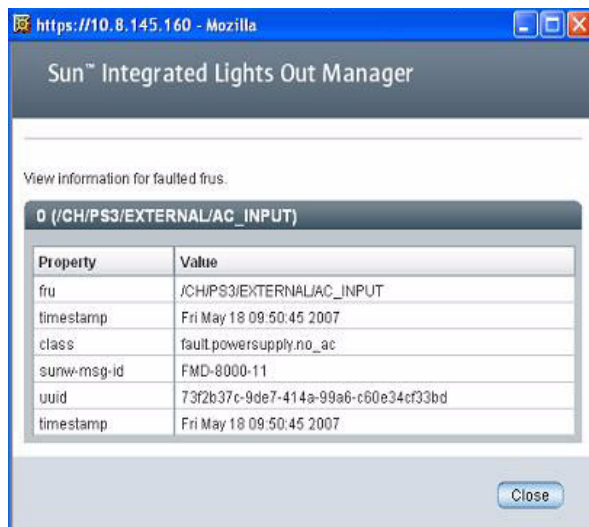 https://10.8.145.160 - Mozilla
Sun™ Integrated Lights Out Manager
View information for faulted frus.
0 (/CH/PS3/EXTERNAL/AC_INPUT)
Property Value
fru /CH/PS3/EXTERNAL/AC_INPUT
timestamp Fri May 18 09:50:45 2007
class fault.powersupply.no_ac
sunw-msg-id FMD-8000-11
uuid 73f2b37c-9de7-414a-99a6-c60e34cf33bd
timestamp Fri May 18 09:50:45 2007
Close